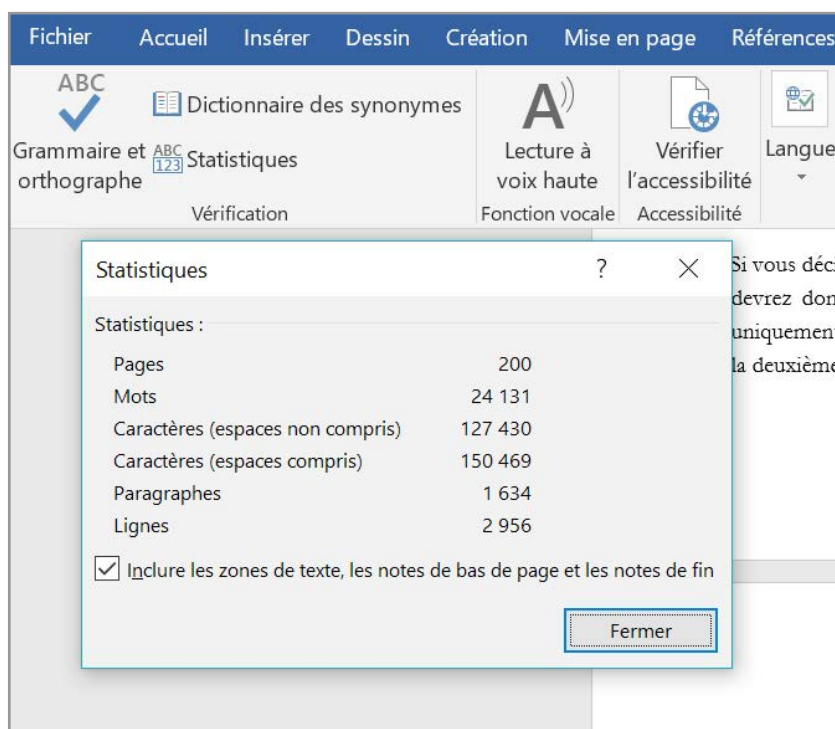 Fichier Accueil Insérer Dessin Création Mise en page Références
ABC
Grammaire et
orthographe
Dictionnaire des synonymes
ABC
123 Statistiques
Vérification
A
Lecture à
voix haute
Fonction vocale
Vérifier
l'accessibilité
Accessibilité
Langue
Statistiques ?
Statistiques :
Pages 200
Mots 24 131
Caractères (espaces non compris) 127 430
Caractères (espaces compris) 150 469
Paragraphes 1 634
Lignes 2 956
Inclure les zones de texte, les notes de bas de page et les notes de fin
Fermer
Si vous déci
devrez don
uniquement
la deuxième